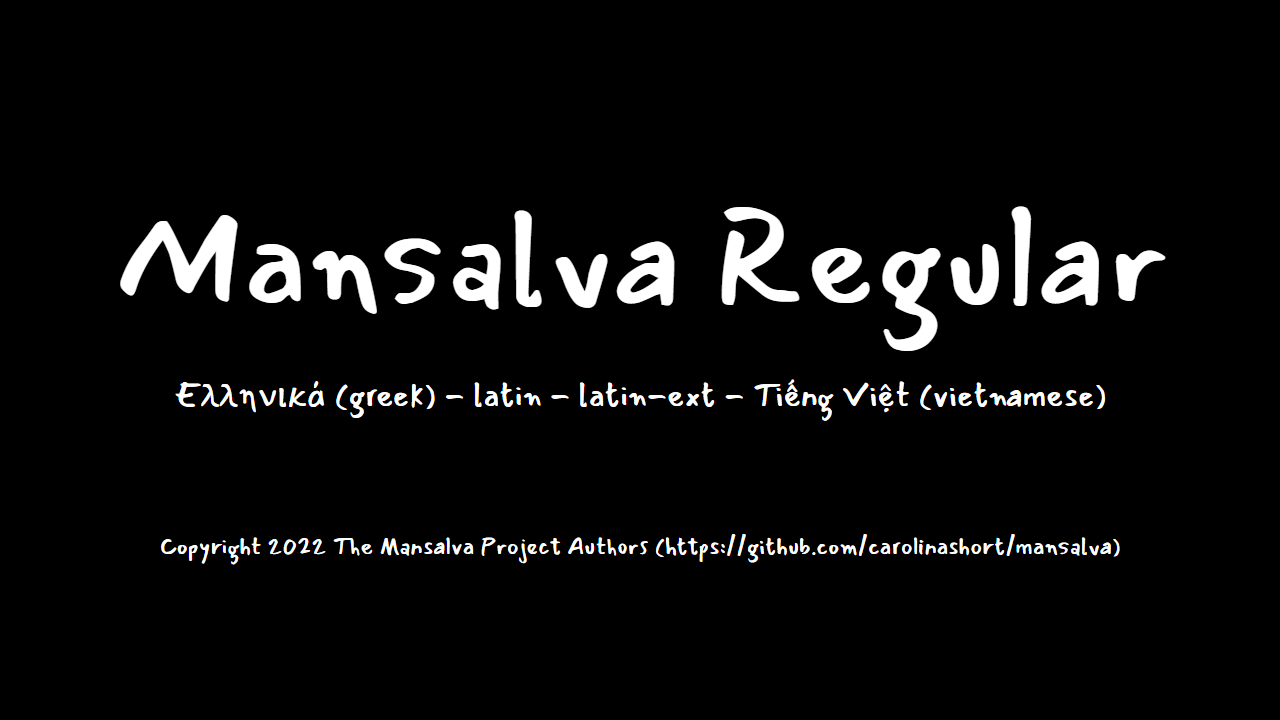 Mansalva Regular
Ελληνικά (greek) - latin - latin-ext - Tiếng Việt (vietnamese)
Copyright 2022 The Mansalva Project Authors (https://github.com/carolinashort/mansalva)